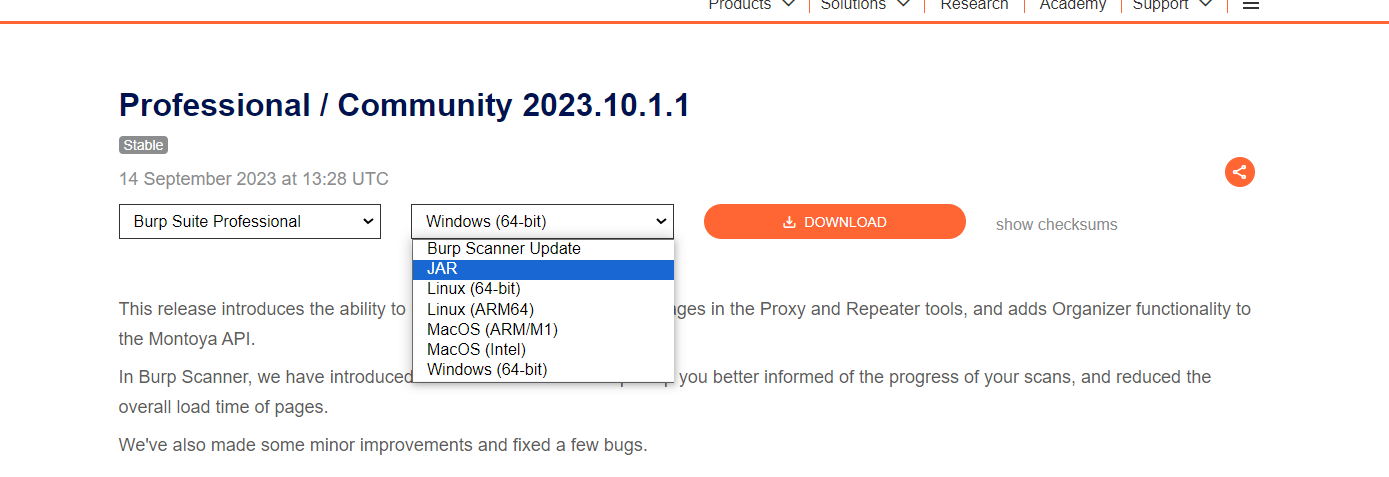 Products Solutions Research Academy Support
Professional / Community 2023.10.1.1
Stable
14 September 2023 at 13:28 UTC
Burp Suite Professional
Windows (64-bit)
DOWNLOAD
show checksums
Burp Scanner Update
JAR
Linux (64-bit)
Linux (ARM64)
MacOS (ARM/M1)
MacOS (Intel)
Windows (64-bit)
This release introduces the ability to ges in the Proxy and Repeater tools, and adds Organizer functionality to
the Montoya API.
In Burp Scanner, we have introduced you better informed of the progress of your scans, and reduced the
overall load time of pages.
We've also made some minor improvements and fixed a few bugs.